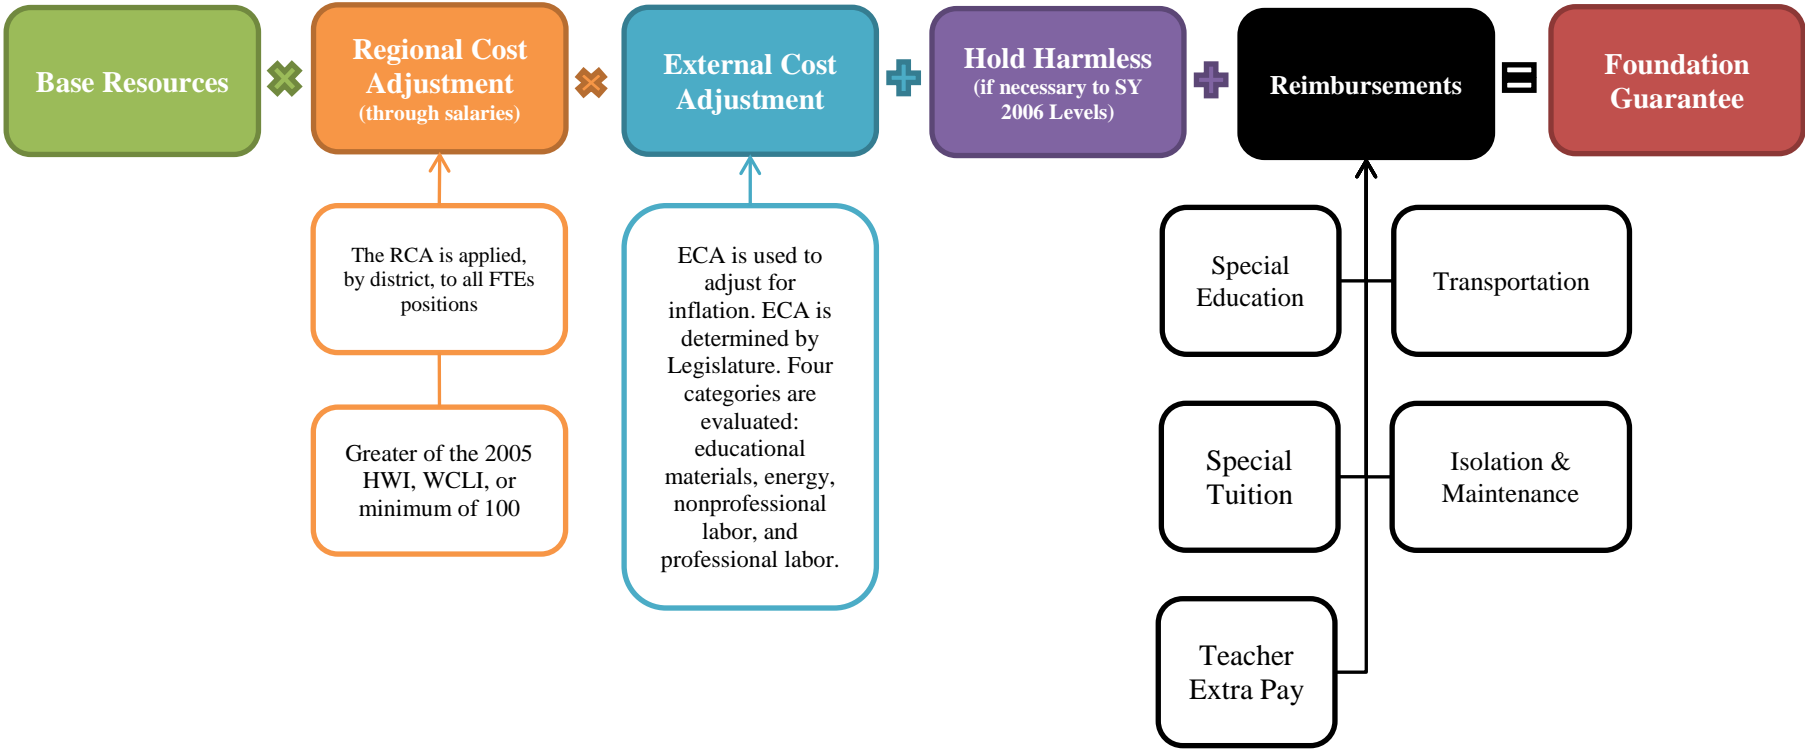 Base Resources
Regional Cost
Adjustment
(through salaries)
External Cost
Adjustment
Hold Harmless
(if necessary to SY
2006 Levels)
Reimbursements
Foundation
Guarantee
The RCA is applied,
by district, to all FTEs
positions
Greater of the 2005
HWI, WCLI, or
minimum of 100
ECA is used to
adjust for
inflation. ECA is
determined by
Legislature. Four
categories are
evaluated:
educational
materials, energy,
nonprofessional
labor, and
professional labor.
Special
Education
Transportation
Special
Tuition
Isolation &
Maintenance
Teacher
Extra Pay